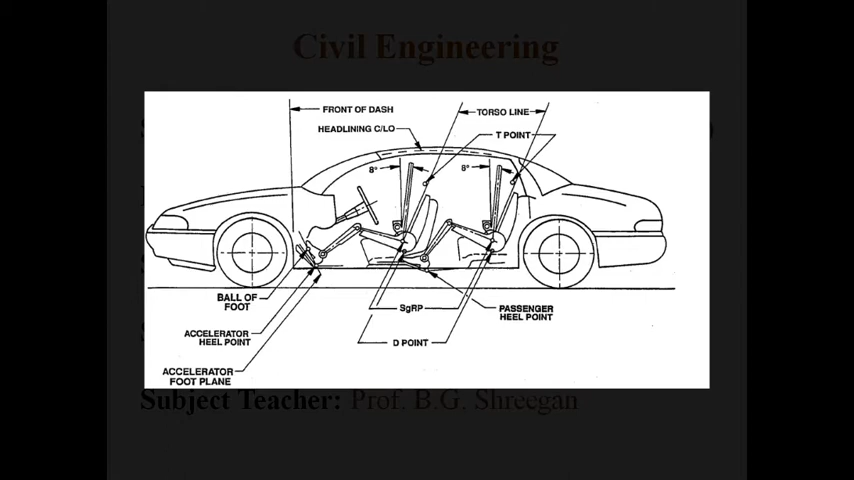 Civil Engineering
FRONT OF DASH
TORSO LINE
HEADLINING C/LO
T POINT
8°
8°
BALL OF
FOOT
SgRP
PASSENGER
HEEL POINT
ACCELERATOR
HEEL POINT
D POINT
ACCELERATOR
FOOT PLANE
Subject Teacher: Prof. B.G. Shreegan